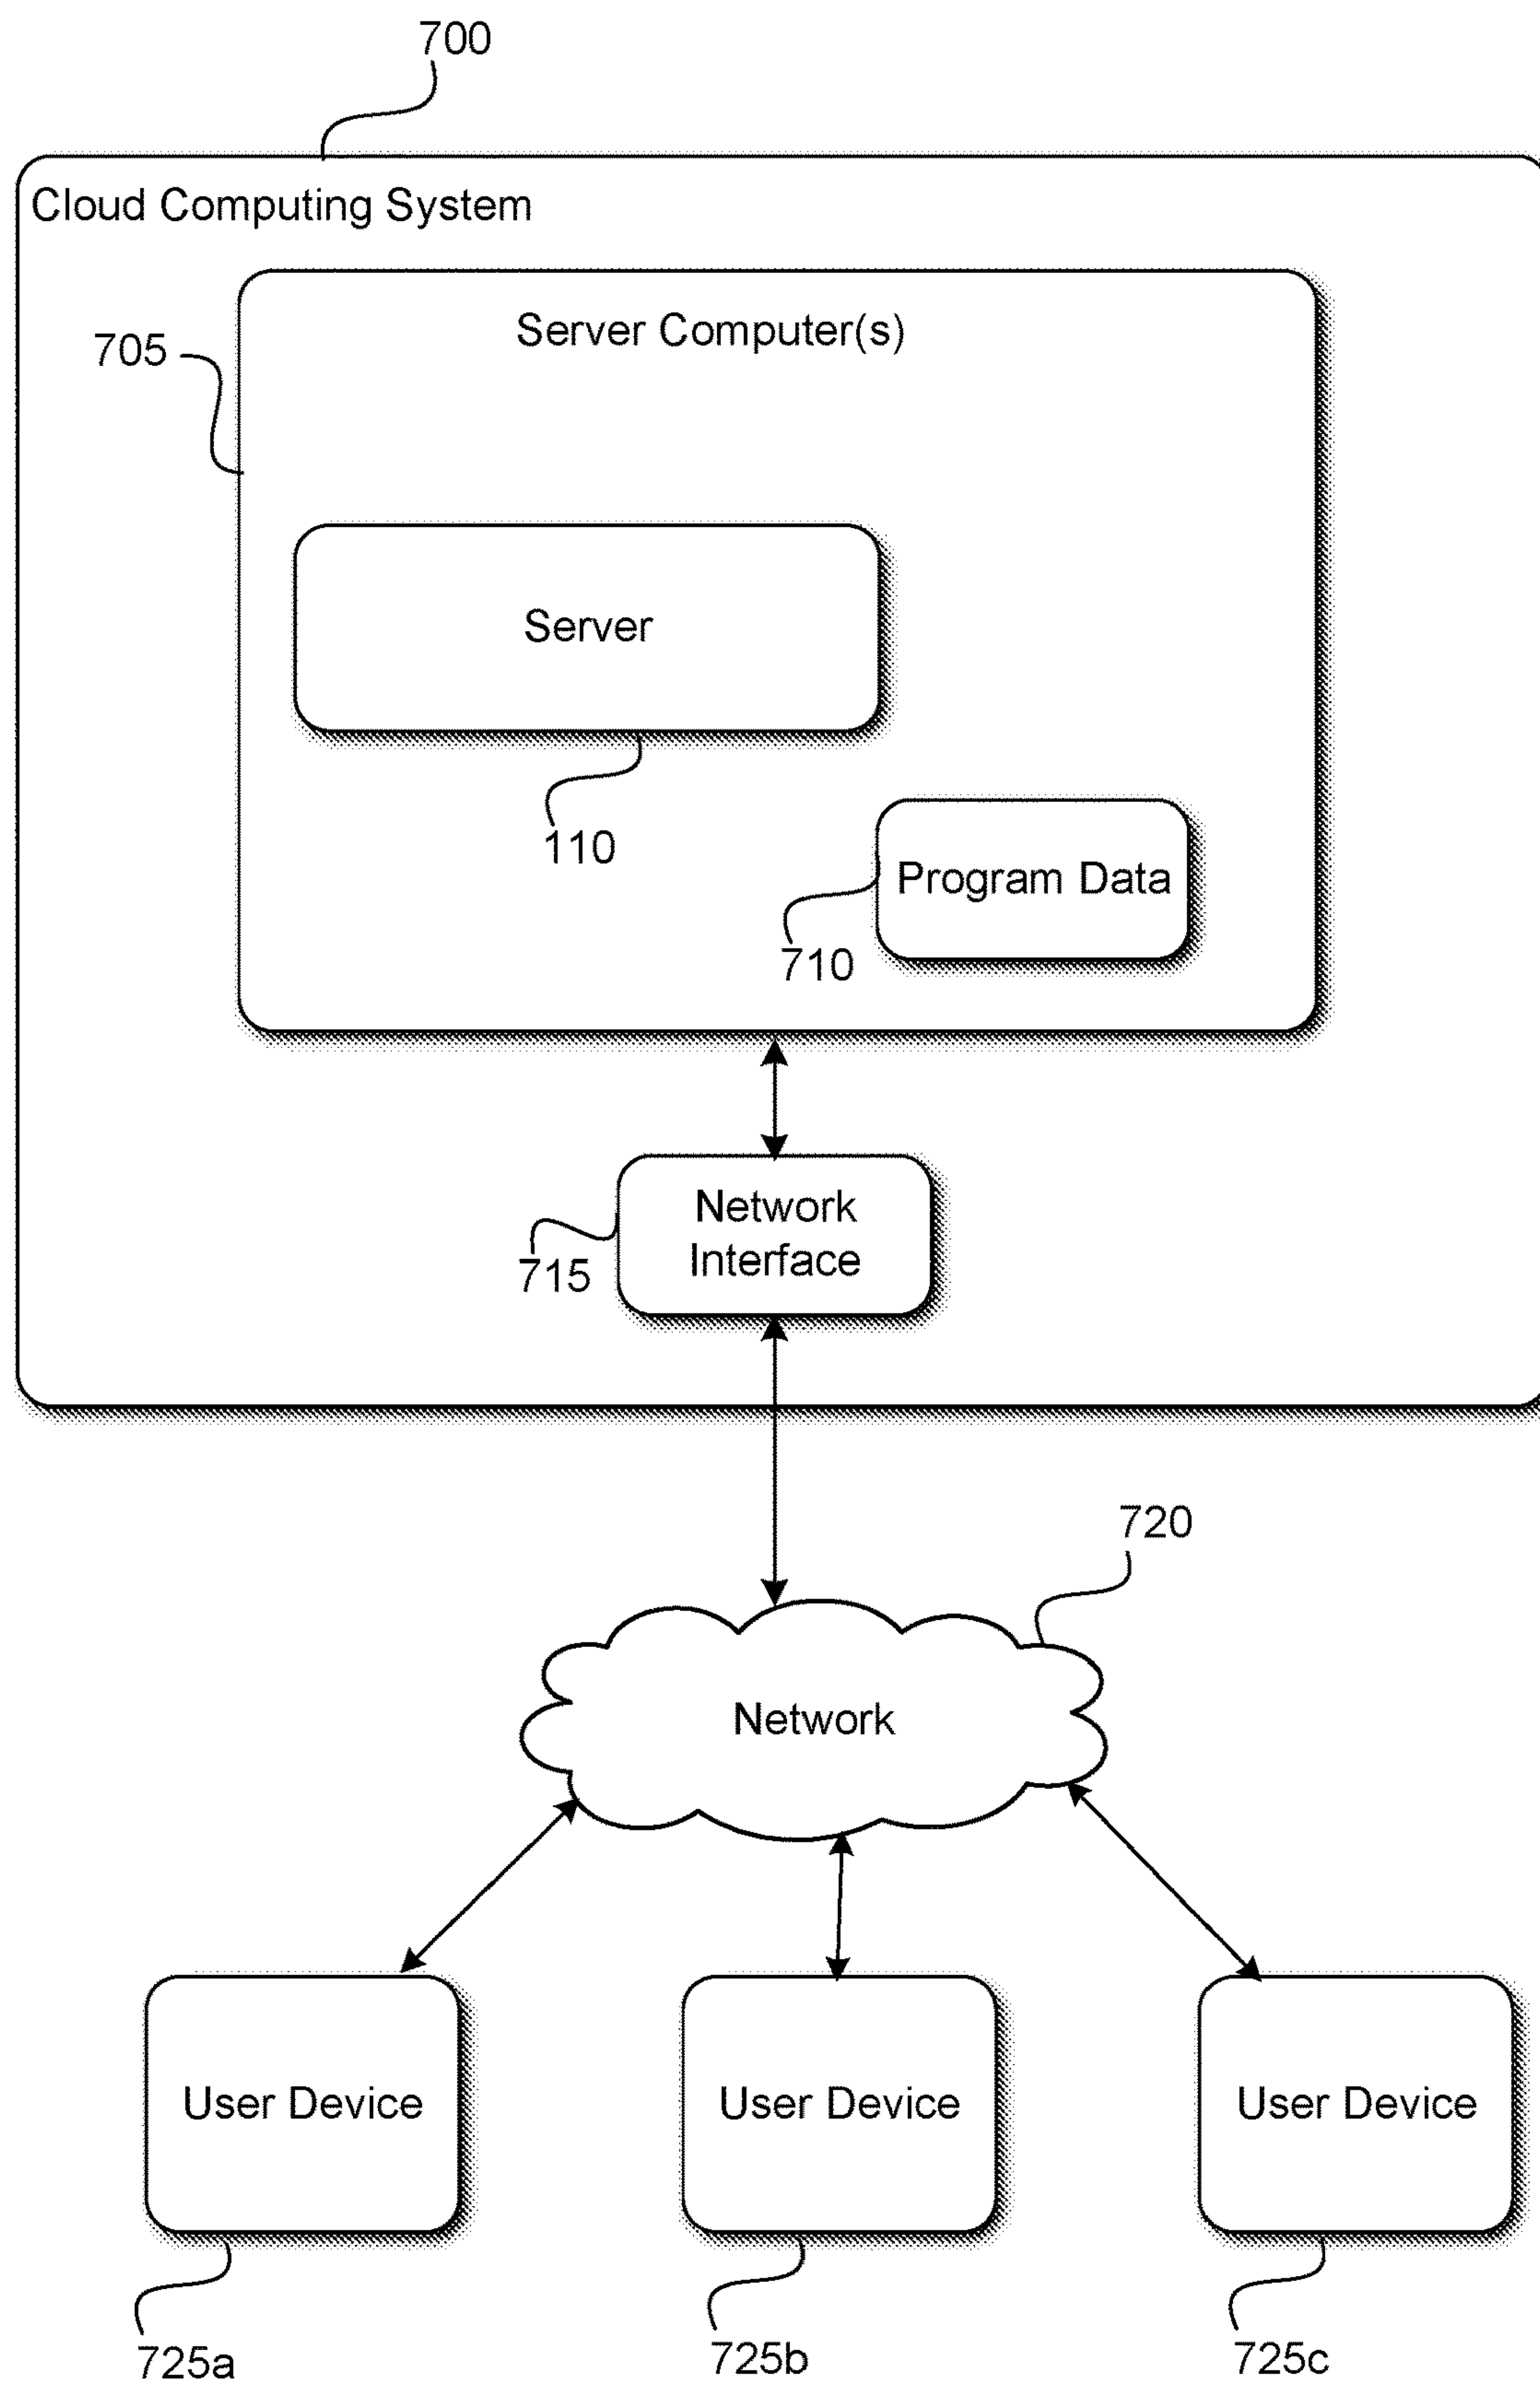 700
Cloud Computing System
Server Computer(s)
705
Server
110
Program Data
710
Network
Interface
715
720
Network
User Device
User Device
User Device
725a
725b
725c